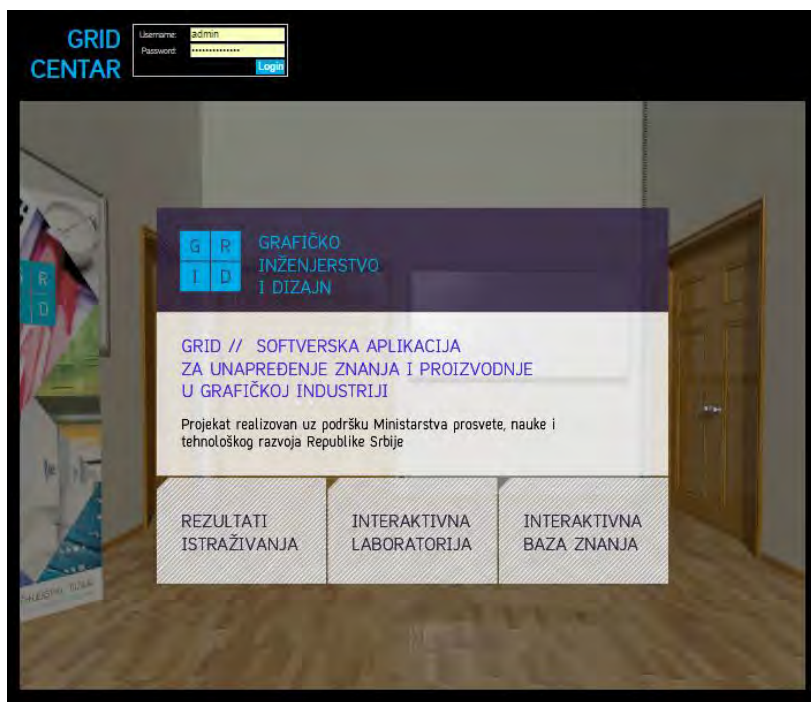 GRID
CENTAR
Username: admin
Password: ••••••••••••••
Login
G R
I D
GRAFIČKO
INŽENJERSTVO
I DIZAJN
GRID // SOFTVERSKA APLIKACIJA
ZA UNAPREĐENJE ZNANJA I PROIZVODNJE
U GRAFIČKOJ INDUSTRIJI
Projekat realizovan uz podršku Ministarstva prosvete, nauke i
tehnološkog razvoja Republike Srbije
REZULTATI
ISTRAŽIVANJA
INTERAKTIVNA
LABORATORIJA
INTERAKTIVNA
BAZA ZNANJA
R
D